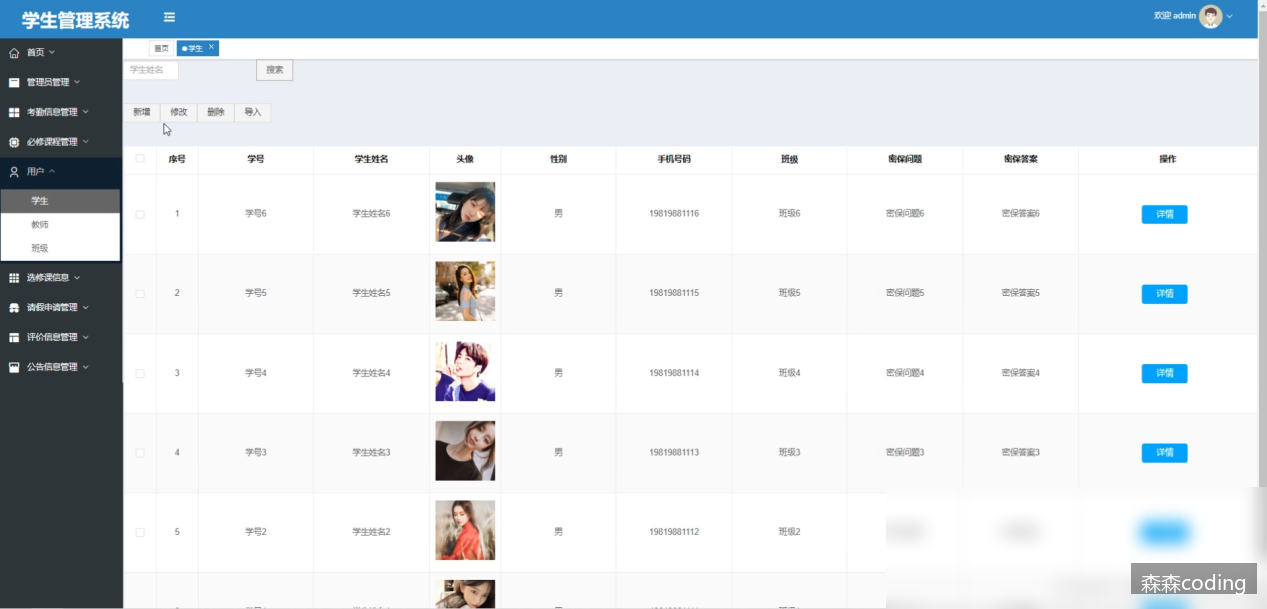 学生管理系统
欢迎 admin
首页
学生
首页
管理员管理
考勤信息管理
必修课程管理
用户
学生
教师
班级
选修课信息
请假申请管理
评价信息管理
公告信息管理
学生姓名
搜索
新增 修改 删除 导入
序号 学号 学生姓名 头像 性别 手机号码 班级 密保问题 密保答案 操作
1 学号6 学生姓名6 男 19819881116 班级6 密保问题6 密保答案6 详情
2 学号5 学生姓名5 男 19819881115 班级5 密保问题5 密保答案5 详情
3 学号4 学生姓名4 男 19819881114 班级4 密保问题4 密保答案4 详情
4 学号3 学生姓名3 男 19819881113 班级3 密保问题3 密保答案3 详情
5 学号2 学生姓名2 男 19819881112 班级2
森森coding